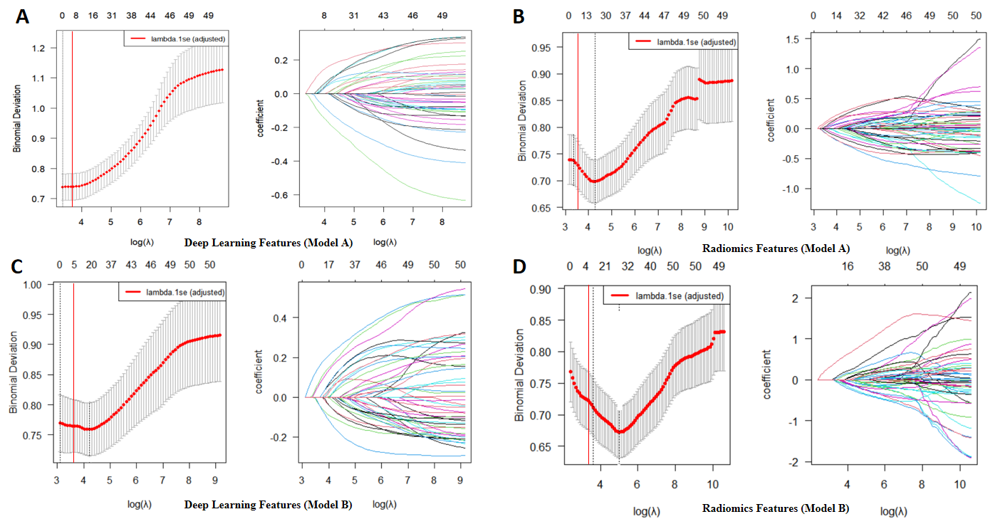 A
0 8 16 31 38 44 46 49 49
lambda.1se (adjusted)
Binomial Deviation
1.2
1.1
1.0
0.9
0.8
0.7
4 5 6 7 8
log(λ)
8 31 43 46 49
coefficient
0.2
0.0
-0.2
-0.4
-0.6
4 5 6 7 8
log(λ)
Deep Learning Features (Model A)
B
0 13 30 37 44 47 49 50 49
lambda.1se (adjusted)
Binomial Deviation
0.95
0.90
0.85
0.80
0.75
0.70
0.65
3 4 5 6 7 8 9 10
log(λ)
0 14 32 42 46 49 50 50
coefficient
1.5
1.0
0.5
0.0
-0.5
-1.0
3 4 5 6 7 8 9 10
log(λ)
Radiomics Features (Model A)
C
0 5 20 37 43 46 49 50 50
lambda.1se (adjusted)
Binomial Deviation
1.00
0.95
0.90
0.85
0.80
0.75
3 4 5 6 7 8 9
log(λ)
0 17 37 46 49 50 50
coefficient
0.4
0.2
0.0
-0.2
3 4 5 6 7 8 9
log(λ)
Deep Learning Features (Model B)
D
0 4 21 32 40 50 50 49
lambda.1se (adjusted)
Binomial Deviation
0.90
0.85
0.80
0.75
0.70
0.65
4 6 8 10
log(λ)
16 38 50 49
coefficient
2
1
0
-1
-2
4 6 8 10
log(λ)
Radiomics Features (Model B)